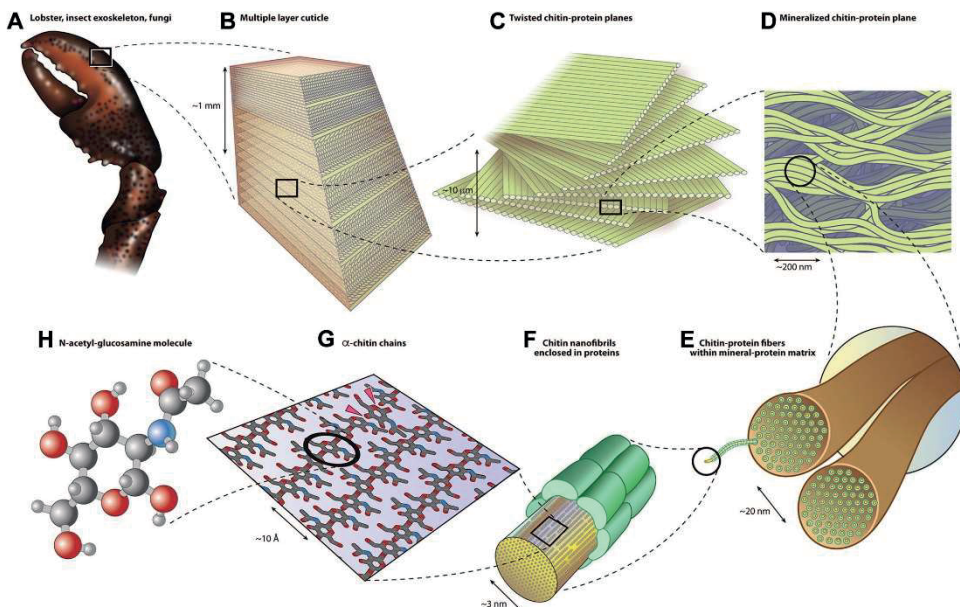 A Lobster, insect exoskeleton, fungi
B Multiple layer cuticle
C Twisted chitin-protein planes
D Mineralized chitin-protein plane
~1 mm
~10 μm
~200 nm
H N-acetyl-glucosamine molecule
G α-chitin chains
F Chitin nanofibrils
enclosed in proteins
E Chitin-protein fibers
within mineral-protein matrix
~10 Å
~3 nm
~20 nm